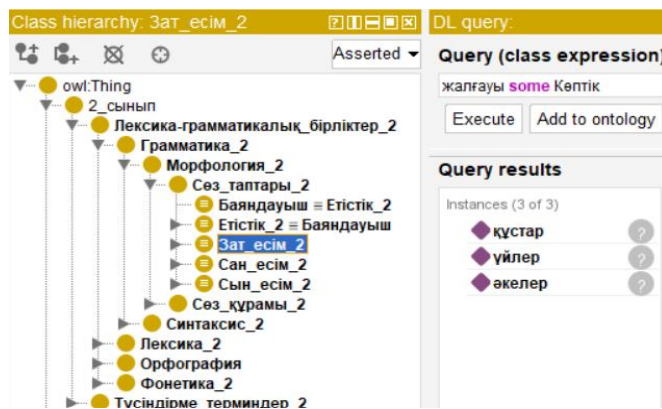 Class hierarchy: Зат_есім_2
Asserted
owl:Thing
2_сынып
Лексика-грамматикалық_бірліктер_2
Грамматика_2
Морфология_2
Сөз_таптары_2
Баяндауыш ≡ Етістік_2
Етістік_2 ≡ Баяндауыш
Зат_есім_2
Сан_есім_2
Сын_есім_2
Сөз_құрамы_2
Синтаксис_2
Лексика_2
Орфография
Фонетика_2
Түсіндірме_терминдер_2
DL query:
Query (class expression)
жалғауы some Көптік
Execute Add to ontology
Query results
Instances (3 of 3)
құстар ?
үйлер ?
әкелер ?